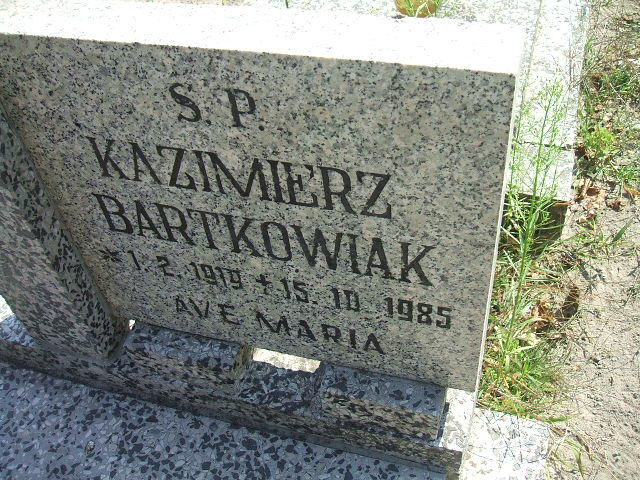 S. P.
KAZIMIERZ
BARTKOWIAK
* 1. 2. 1919 + 15. 10. 1985
AVE MARIA